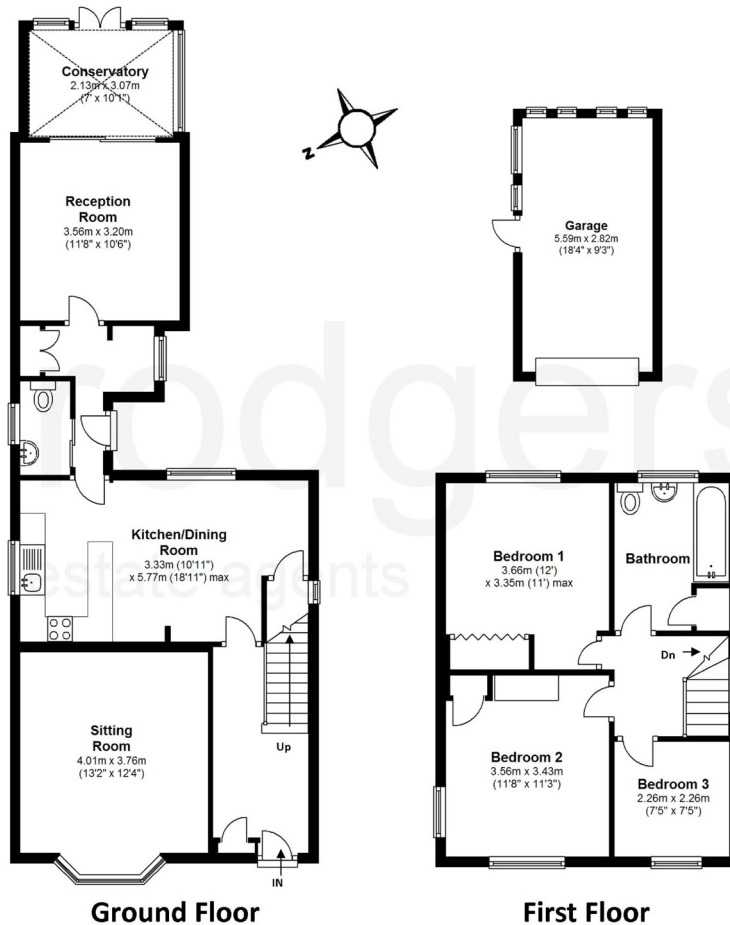 Conservatory
2.13m x 3.07m
(7' x 10'1")
Reception
Room
3.56m x 3.20m
(11'8" x 10'6")
Z
Garage
5.59m x 2.82m
(18'4" x 9'3")
rodgers
estate agents
Kitchen/Dining
Room
3.33m (10'11")
x 5.77m (18'11") max
Up
Sitting
Room
4.01m x 3.76m
(13'2" x 12'4")
IN
Bedroom 1
3.66m (12')
x 3.35m (11') max
Bathroom
Dn
Bedroom 2
3.56m x 3.43m
(11'8" x 11'3")
Bedroom 3
2.26m x 2.26m
(7'5" x 7'5")
Ground Floor
First Floor